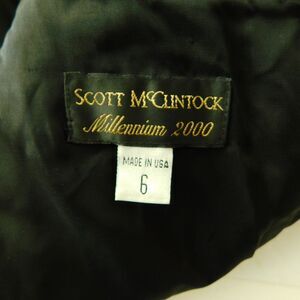 SCOTT McCLINTOCK
Millennium 2000
MADE IN USA
6